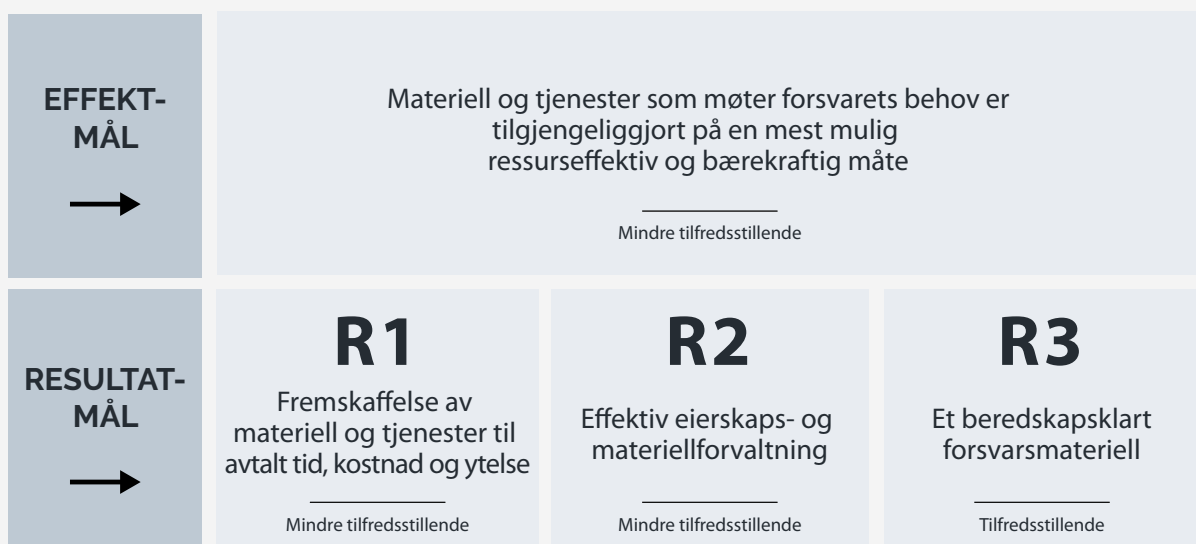 EFFEKT-
MÅL
Materiell og tjenester som møter forsvarets behov er
tilgjengeliggjort på en mest mulig
ressurseffektiv og bærekraftig måte
Mindre tilfredsstillende
RESULTAT-
MÅL
R1
Fremskaffelse av
materiell og tjenester til
avtalt tid, kostnad og ytelse
Mindre tilfredsstillende
R2
Effektiv eierskaps- og
materiellforvaltning
Mindre tilfredsstillende
R3
Et beredskapsklart
forsvarsmateriell
Tilfredsstillende